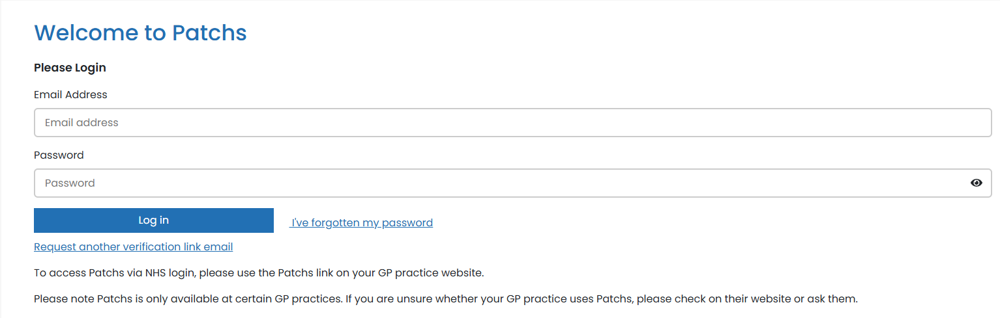 Welcome to Patchs
Please Login
Email Address
Email address
Password
Password
Log in
I've forgotten my password
Request another verification link email
To access Patchs via NHS login, please use the Patchs link on your GP practice website.
Please note Patchs is only available at certain GP practices. If you are unsure whether your GP practice uses Patchs, please check on their website or ask them.